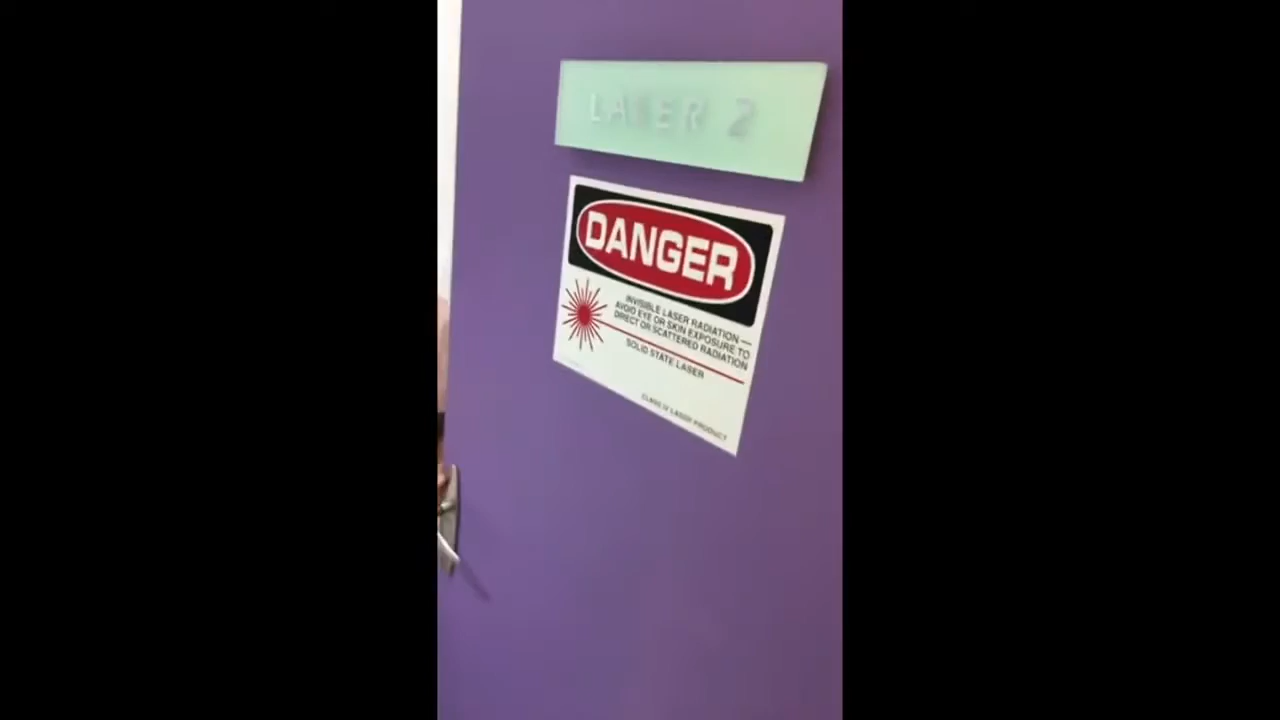 LASER 2
DANGER
INVISIBLE LASER RADIATION —
AVOID EYE OR SKIN EXPOSURE TO
DIRECT OR SCATTERED RADIATION
SOLID STATE LASER
CLASS IV LASER PRODUCT